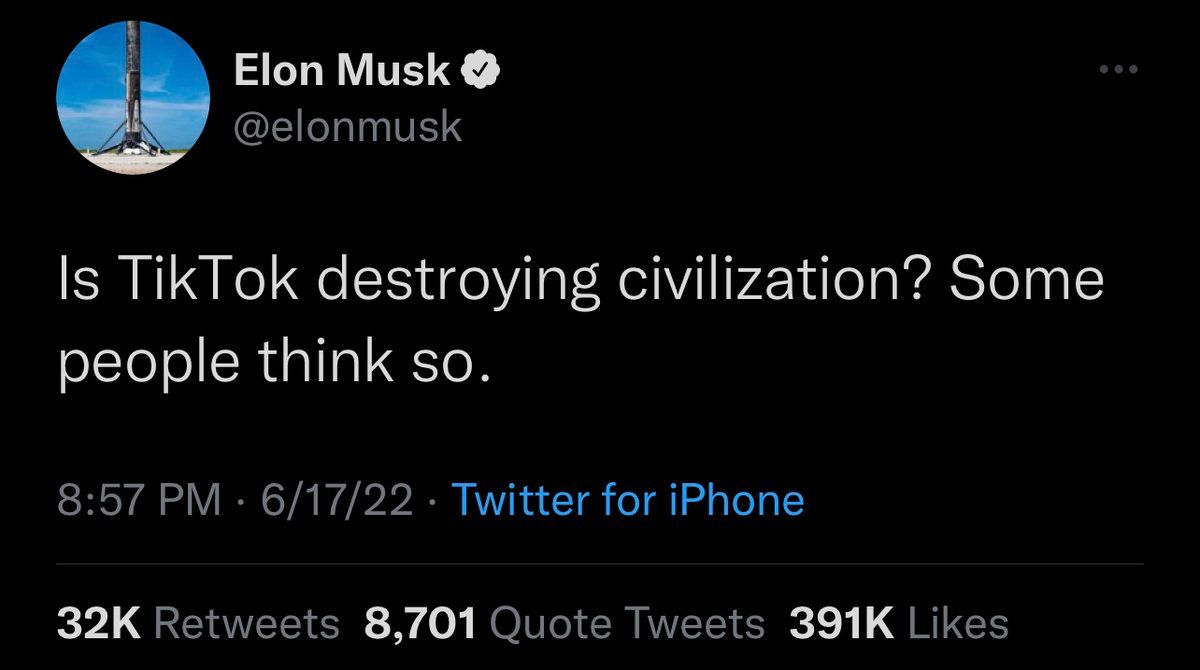 Elon Musk
@elonmusk
Is TikTok destroying civilization? Some
people think so.
8:57 PM · 6/17/22 · Twitter for iPhone
32K Retweets 8,701 Quote Tweets 391K Likes